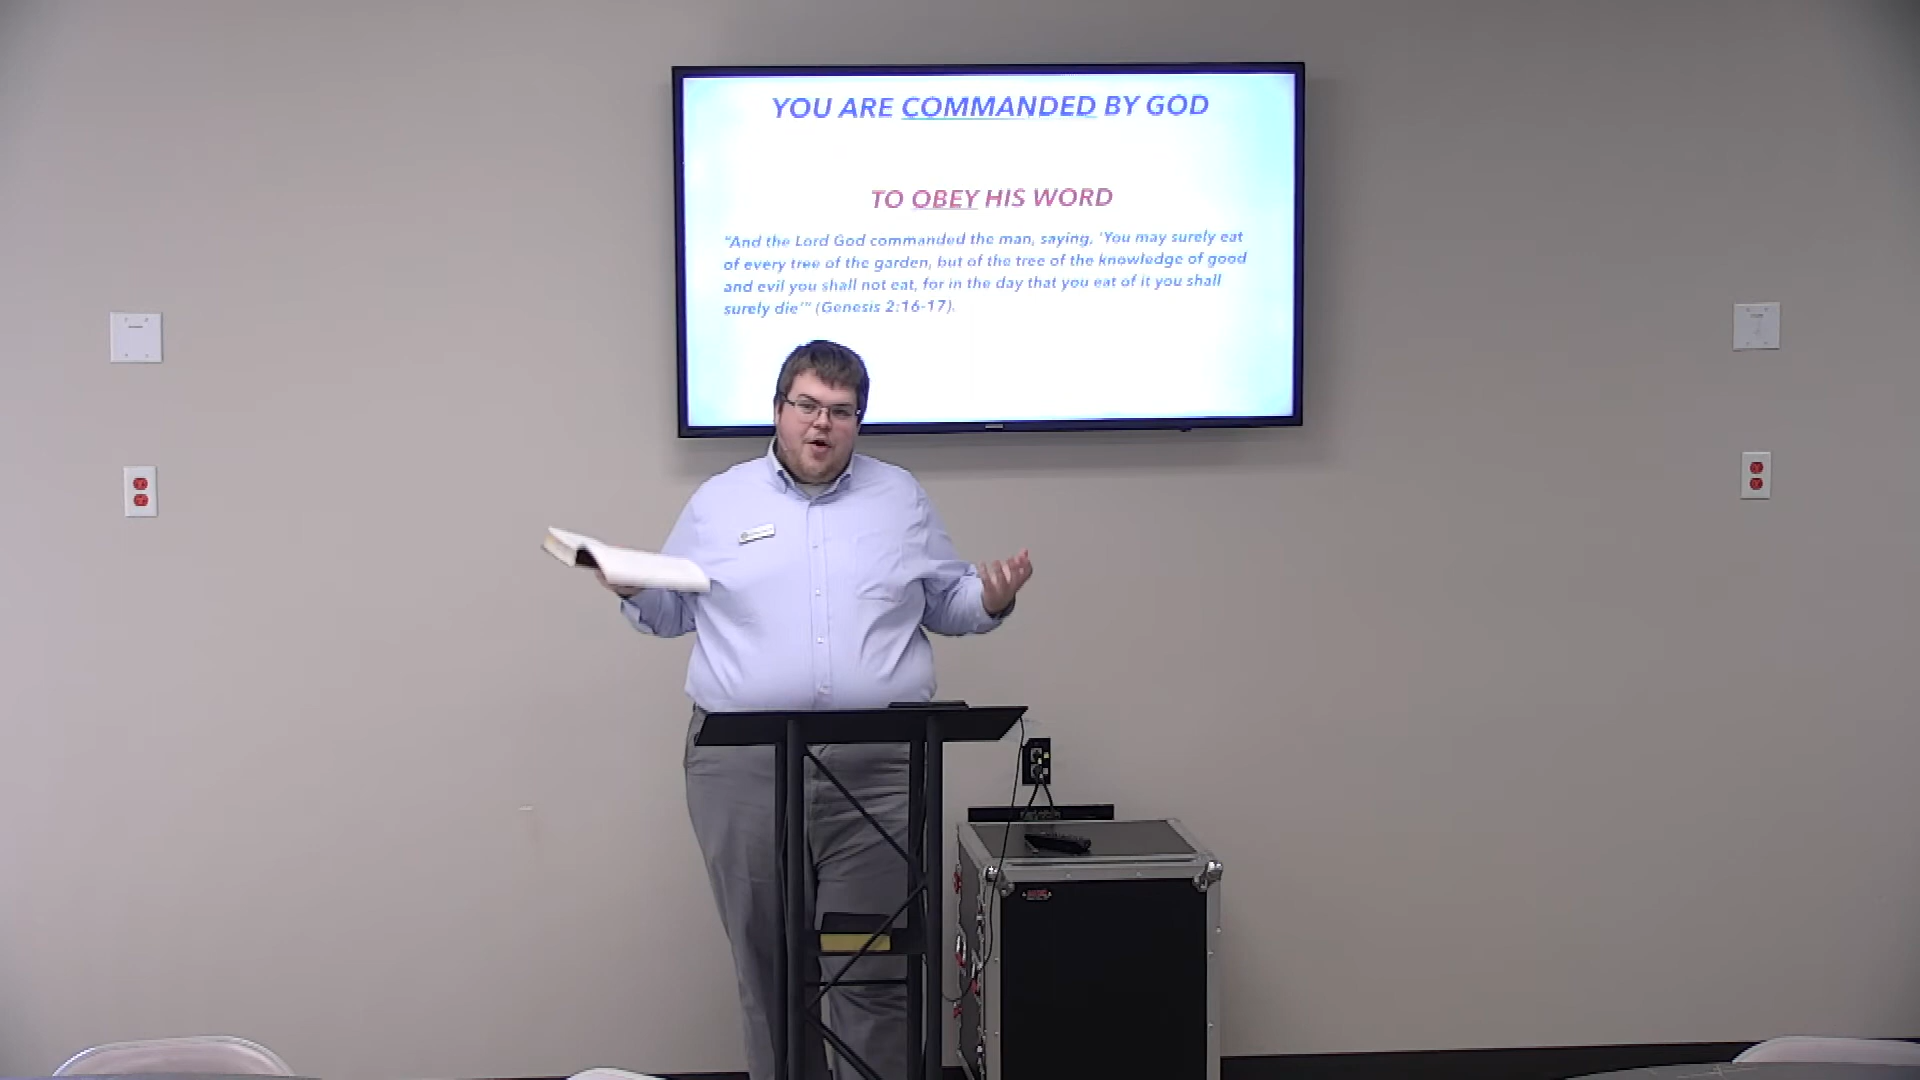 YOU ARE COMMANDED BY GOD
TO OBEY HIS WORD
"And the Lord God commanded the man, saying, 'You may surely eat
of every tree of the garden, but of the tree of the knowledge of good
and evil you shall not eat, for in the day that you eat of it you shall
surely die'" (Genesis 2:16-17).